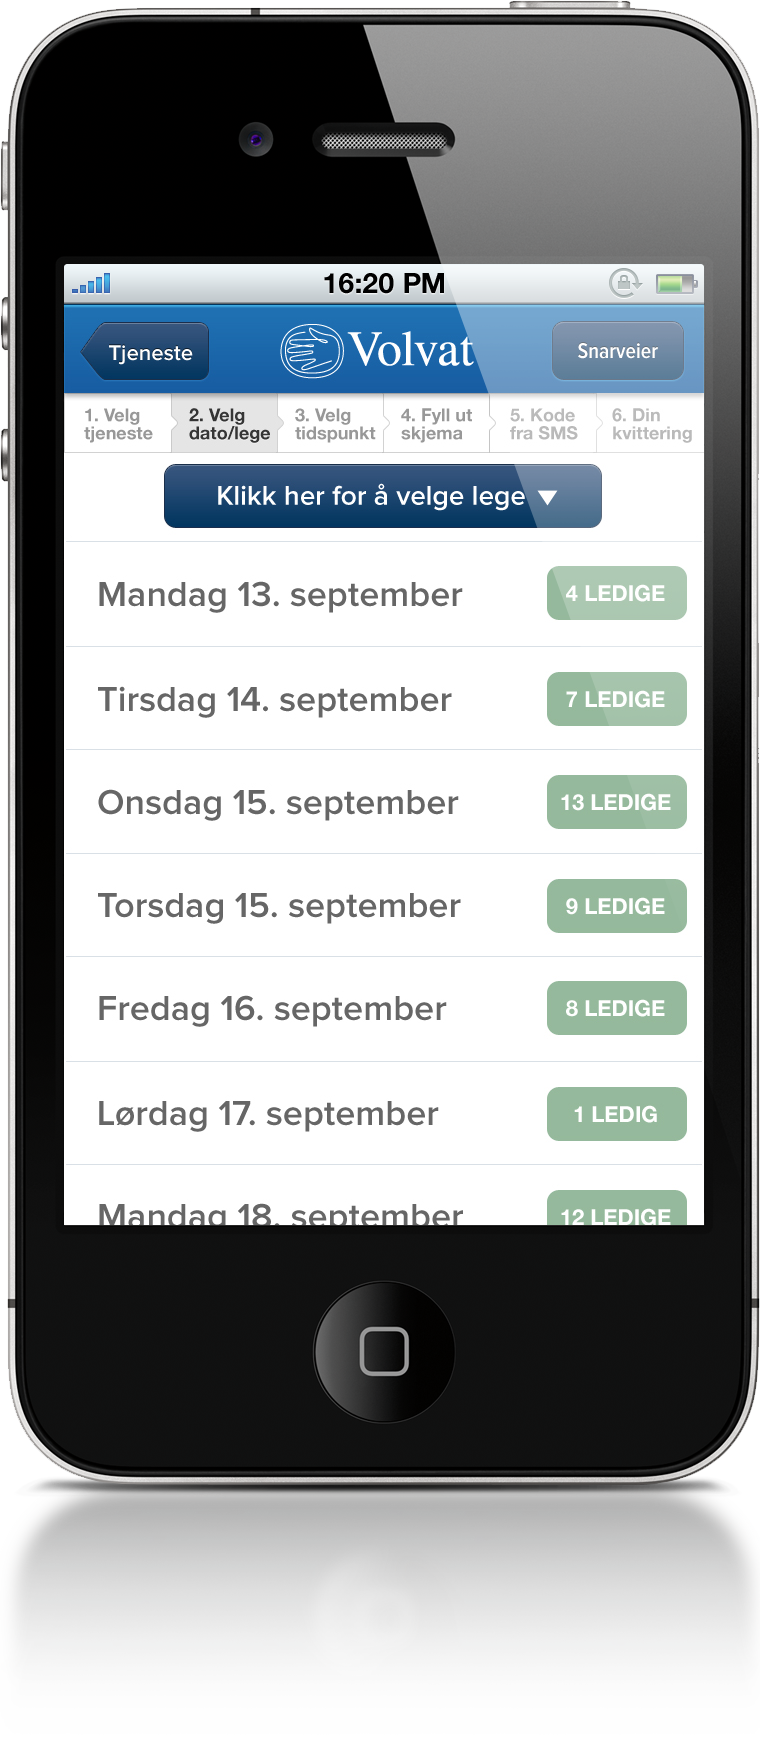 16:20 PM
Tjeneste
Volvat
Snarveier
1. Velg
tjeneste
2. Velg
dato/lege
3. Velg
tidspunkt
4. Fyll ut
skjema
5. Kode
fra SMS
6. Din
kvittering
Klikk her for å velge lege ▼
Mandag 13. september
4 LEDIGE
Tirsdag 14. september
7 LEDIGE
Onsdag 15. september
13 LEDIGE
Torsdag 15. september
9 LEDIGE
Fredag 16. september
8 LEDIGE
Lørdag 17. september
1 LEDIG
Mandag 18. september
12 LEDIGE